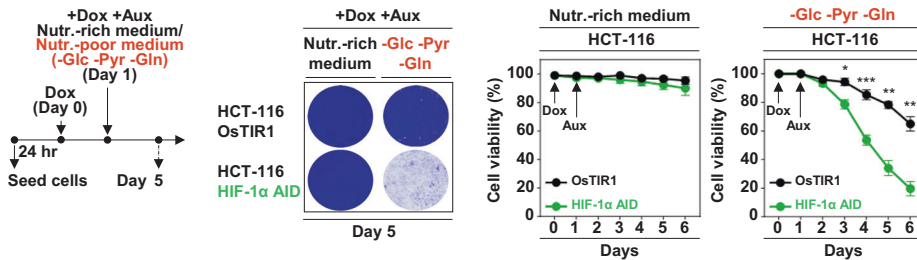 +Dox +Aux
Nutr.-rich medium/
Nutr.-poor medium
(-Glc -Pyr -Gln)
(Day 1)
Dox
(Day 0)
24 hr
Seed cells
Day 5
+Dox +Aux
Nutr.-rich
medium
-Glc -Pyr
-Gln
HCT-116
OsTIR1
HCT-116
HIF-1α AID
Day 5
Nutr.-rich medium
HCT-116
Cell viability (%)
100
80
60
40
20
0
Dox
Aux
OsTIR1
HIF-1α AID
0 1 2 3 4 5 6
Days
-Glc -Pyr -Gln
HCT-116
Cell viability (%)
100
80
60
40
20
0
Dox
Aux
*
***
**
**
OsTIR1
HIF-1α AID
0 1 2 3 4 5 6
Days